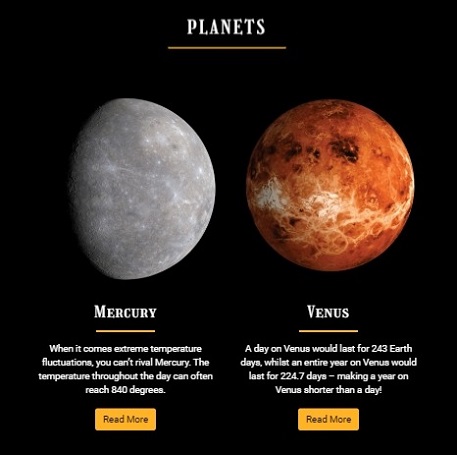 PLANETS
Mercury
When it comes extreme temperature
fluctuations, you can't rival Mercury. The
temperature throughout the day can often
reach 840 degrees.
Read More
Venus
A day on Venus would last for 243 Earth
days, whilst an entire year on Venus would
last for 224.7 days – making a year on
Venus shorter than a day!
Read More